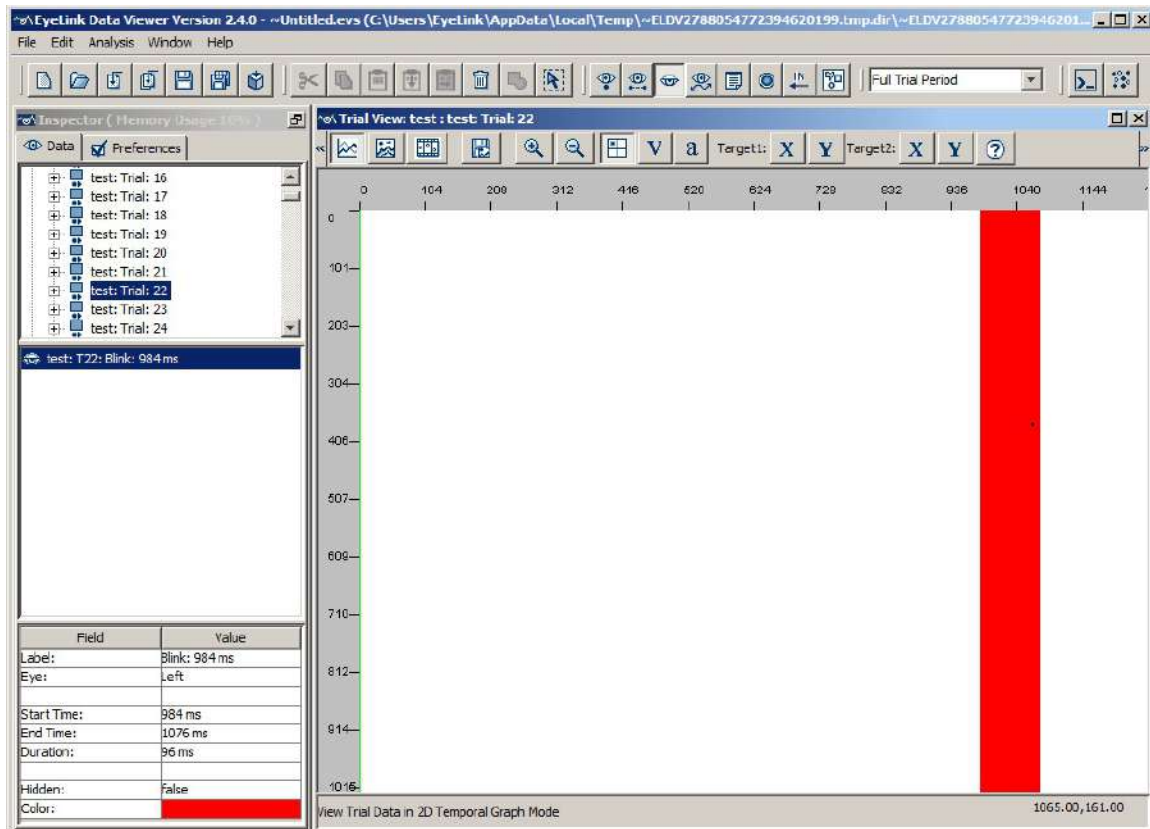 EyeLink Data Viewer Version 2.4.0 - ~Untitled.evs (C:\Users\EyeLink\AppData\Local\Temp\~ELDV2788054772394620199.tmp.dir\~ELDV27880547723946201...
File Edit Analysis Window Help
Full Trial Period
Inspector ( Memory Usage 10% )
Data Preferences
test: Trial: 16
test: Trial: 17
test: Trial: 18
test: Trial: 19
test: Trial: 20
test: Trial: 21
test: Trial: 22
test: Trial: 23
test: Trial: 24
test: T22: Blink: 984 ms
Field Value
Label: Blink: 984 ms
Eye: Left
Start Time: 984 ms
End Time: 1076 ms
Duration: 96 ms
Hidden: false
Color:
Trial View: test : test: Trial: 22
V a Target1: X Y Target2: X Y ?
0 104 208 312 416 520 624 728 832 936 1040 1144
0
101
203
304
406
507
609
710
812
914
1015
View Trial Data in 2D Temporal Graph Mode 1065.00,161.00